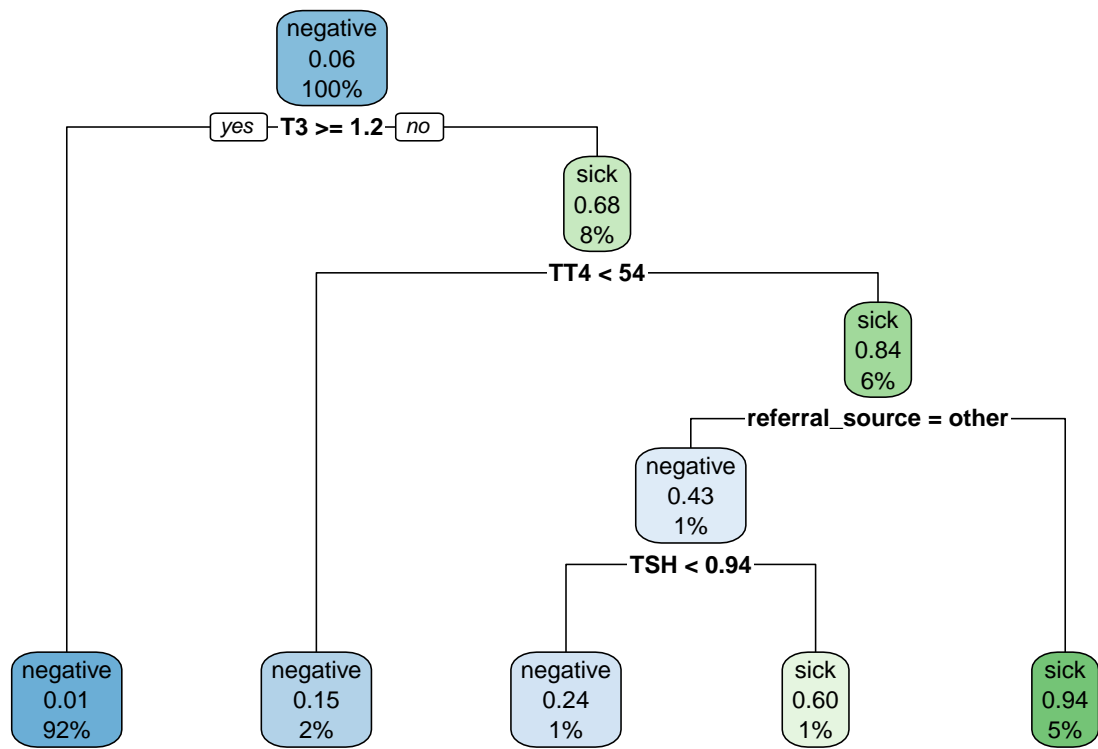 negative
0.06
100%
yes T3 >= 1.2 no
sick
0.68
8%
TT4 < 54
sick
0.84
6%
referral_source = other
negative
0.43
1%
TSH < 0.94
negative
0.01
92%
negative
0.15
2%
negative
0.24
1%
sick
0.60
1%
sick
0.94
5%